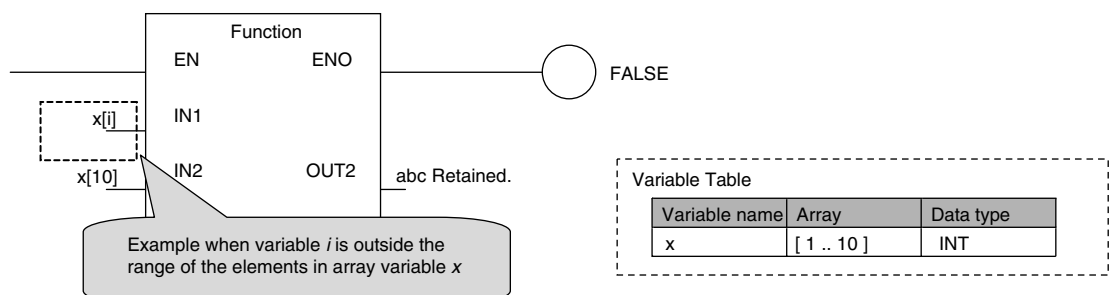 Function
EN ENO
FALSE
x[i] IN1
x[10] IN2 OUT2 abc Retained.
Example when variable i is outside the
range of the elements in array variable x
Variable Table
Variable name Array Data type
x [ 1 .. 10 ] INT